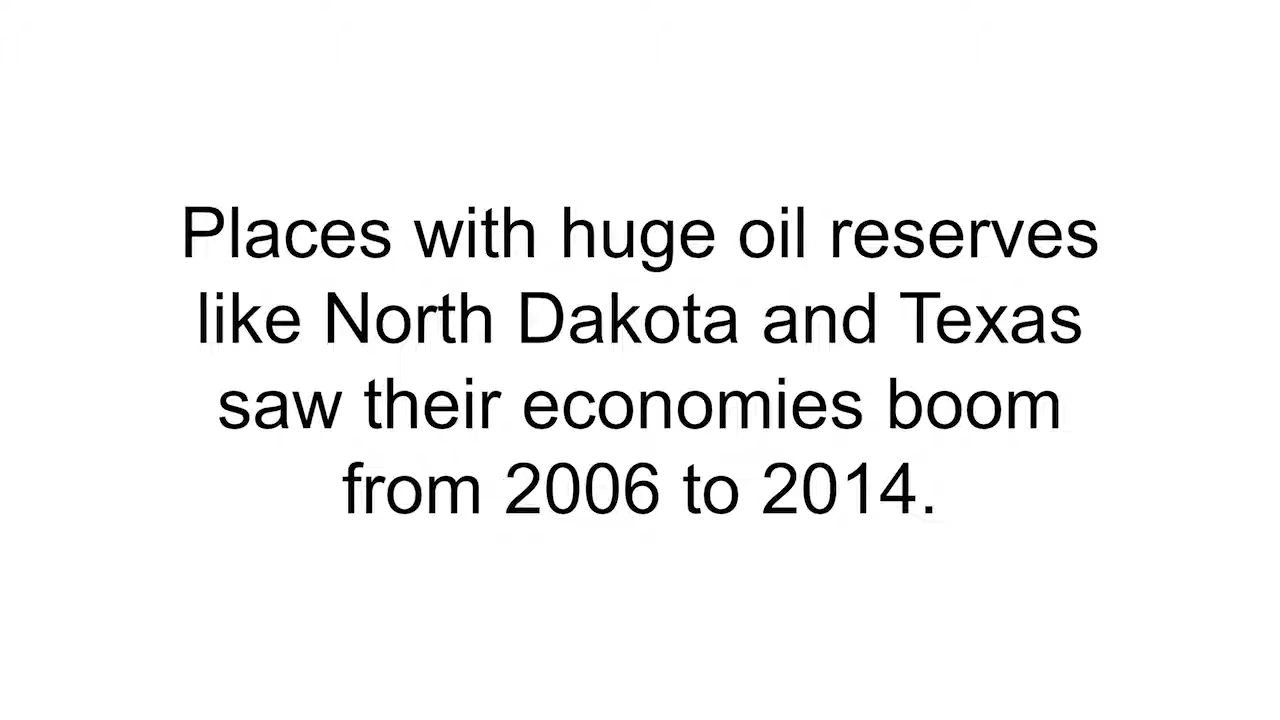 Places with huge oil reserves
like North Dakota and Texas
saw their economies boom
from 2006 to 2014.